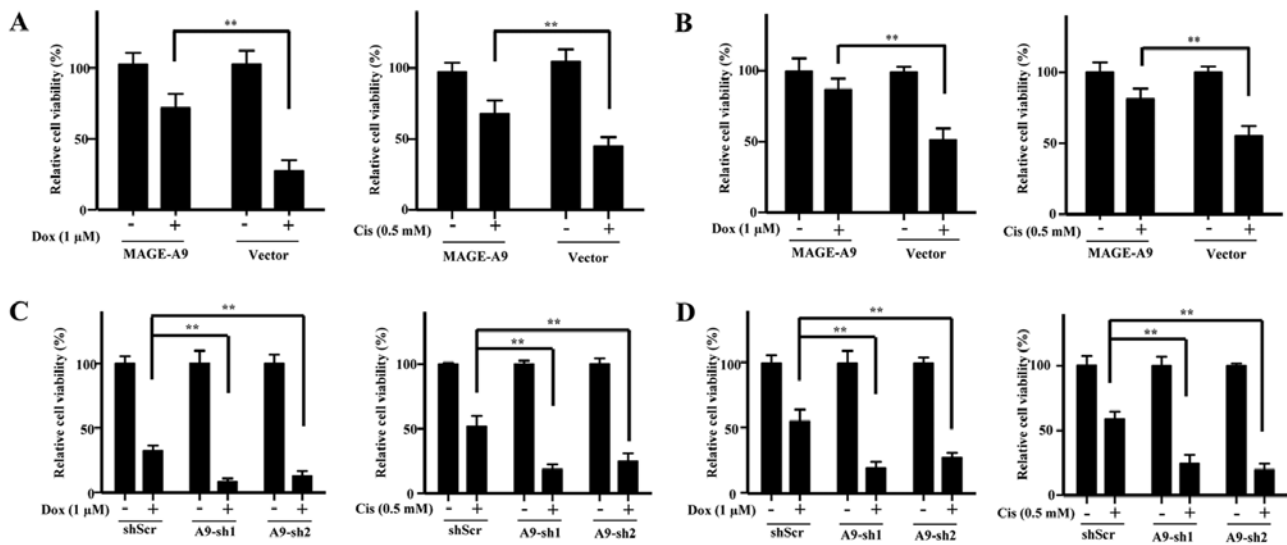 A
Relative cell viability (%)
100
50
0
**
- + - +
Dox (1 μM)
MAGE-A9 Vector
Relative cell viability (%)
100
50
0
**
- + - +
Cis (0.5 mM)
MAGE-A9 Vector
B
Relative cell viability (%)
100
50
0
**
- + - +
Dox (1 μM)
MAGE-A9 Vector
Relative cell viability (%)
100
50
0
**
- + - +
Cis (0.5 mM)
MAGE-A9 Vector
C
Relative cell viability (%)
100
50
0
**
**
- + - + - +
Dox (1 μM)
shScr A9-sh1 A9-sh2
Relative cell viability (%)
100
50
0
**
**
- + - + - +
Cis (0.5 mM)
shScr A9-sh1 A9-sh2
D
Relative cell viability (%)
100
50
0
**
**
- + - + - +
Dox (1 μM)
shScr A9-sh1 A9-sh2
Relative cell viability (%)
100
50
0
**
**
- + - + - +
Cis (0.5 mM)
shScr A9-sh1 A9-sh2